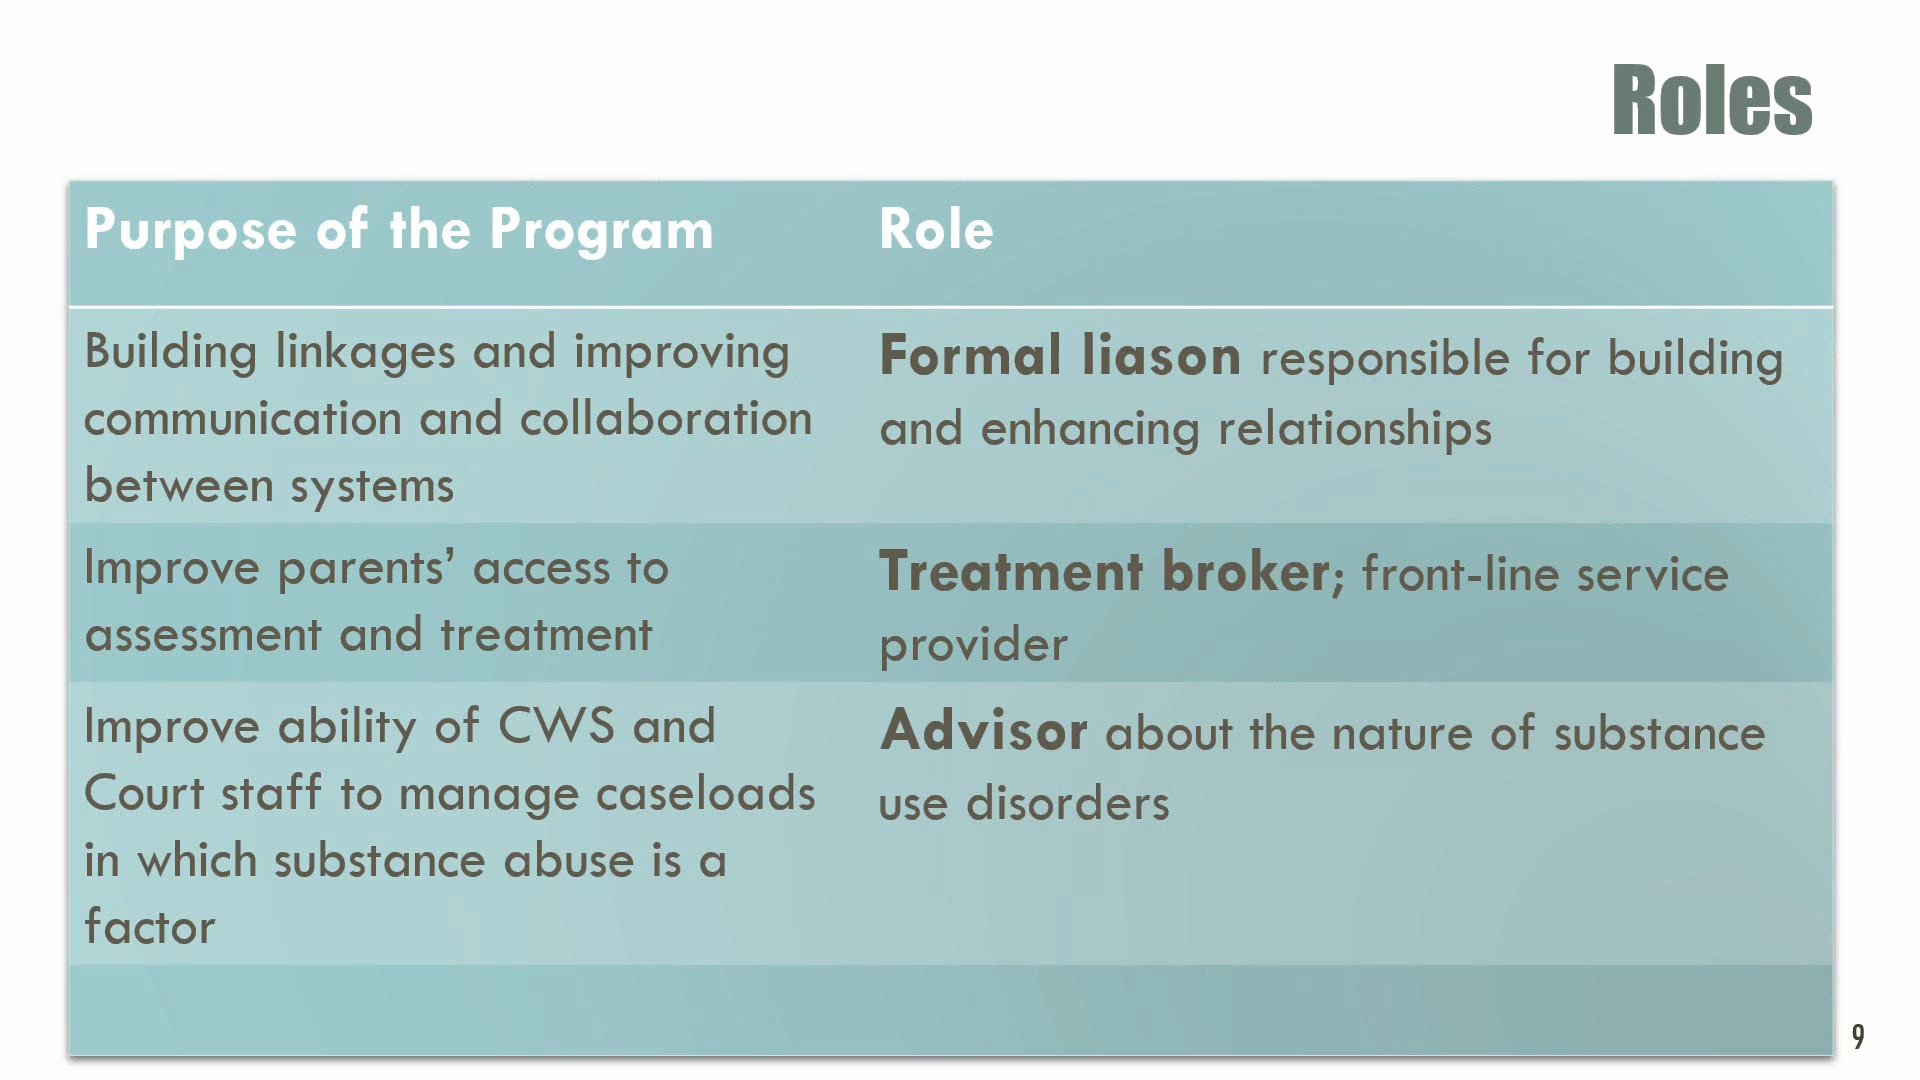 Roles
Purpose of the Program
Role
Building linkages and improving
communication and collaboration
between systems
Formal liason responsible for building
and enhancing relationships
Improve parents’ access to
assessment and treatment
Treatment broker; front-line service
provider
Improve ability of CWS and
Court staff to manage caseloads
in which substance abuse is a
factor
Advisor about the nature of substance
use disorders
9